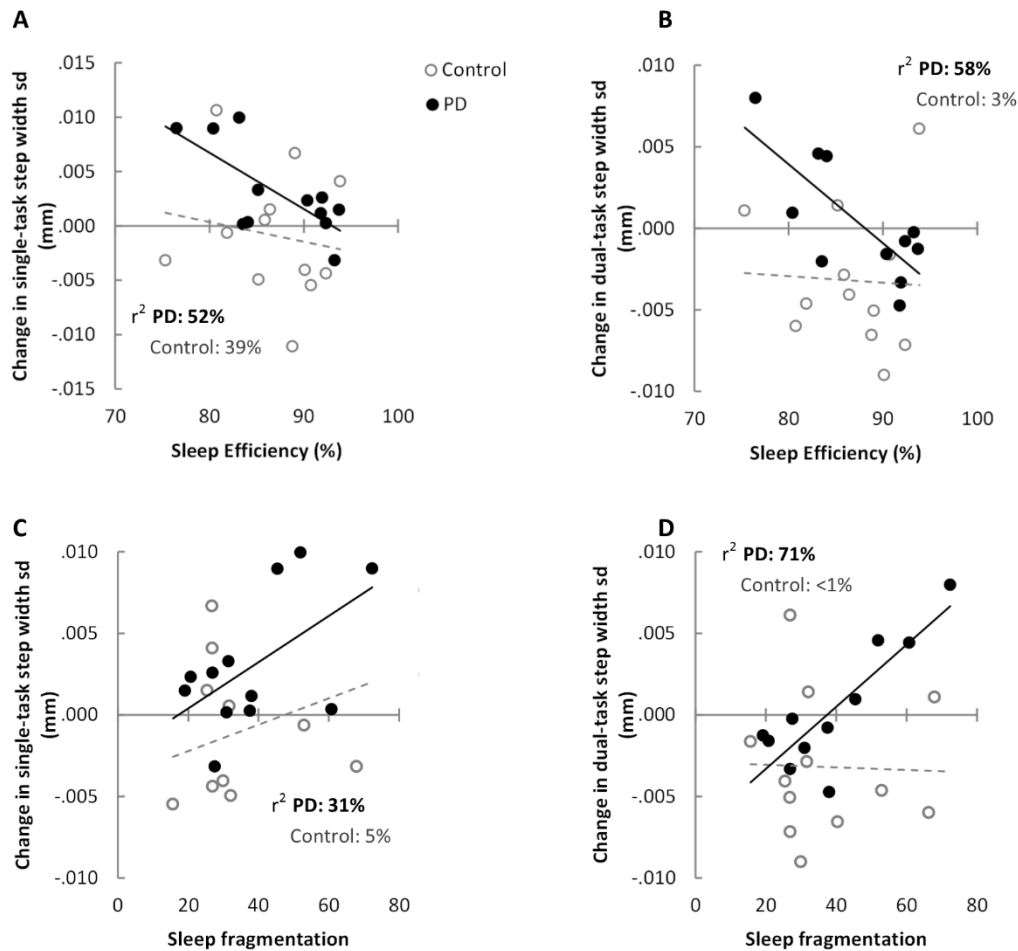 A
Change in single-task step width sd
(mm)
.015
.010
.005
.000
-.005
-.010
-.015
70
80
90
100
Sleep Efficiency (%)
Control
PD
r² PD: 52%
Control: 39%
B
Change in dual-task step width sd
(mm)
.010
.005
.000
-.005
-.010
70
80
90
100
Sleep Efficiency (%)
r² PD: 58%
Control: 3%
C
Change in single-task step width sd
(mm)
.010
.005
.000
-.005
-.010
0
20
40
60
80
Sleep fragmentation
r² PD: 31%
Control: 5%
D
Change in dual-task step width sd
(mm)
.010
.005
.000
-.005
-.010
0
20
40
60
80
Sleep fragmentation
r² PD: 71%
Control: <1%